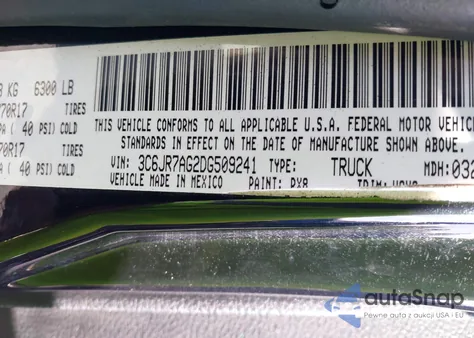 KG 6300 LB
70R17 TIRES
( 40 PSI) COLD
70R17 TIRES
( 40 PSI) COLD
THIS VEHICLE CONFORMS TO ALL APPLICABLE U.S.A. FEDERAL MOTOR
STANDARDS IN EFFECT ON THE DATE OF MANUFACTURE SHOWN ABOVE.
VIN: 3C6JR7AG2DG509241 TYPE: TRUCK MDH:032
VEHICLE MADE IN MEXICO PAINT: PX8
autoSnap
Pewne auta z aukcji USA i EU